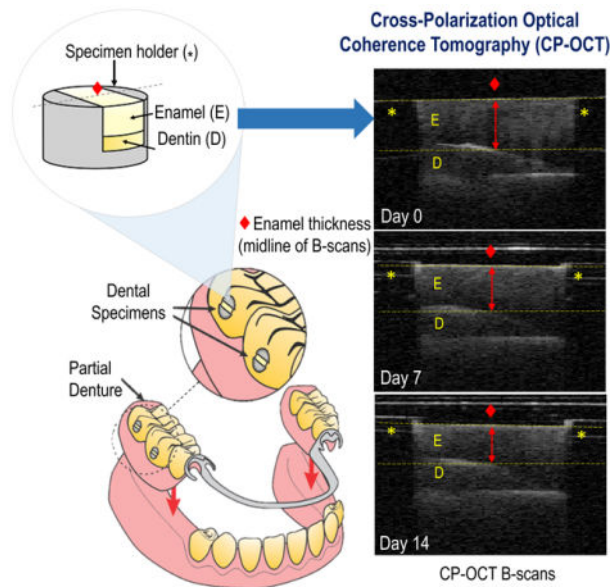 Cross-Polarization Optical
Coherence Tomography (CP-OCT)
Specimen holder (*)
Enamel (E)
Dentin (D)
Enamel thickness
(midline of B-scans)
Dental
Specimens
Partial
Denture
*
*
E
D
Day 0
*
*
E
D
Day 7
*
*
E
D
Day 14
CP-OCT B-scans